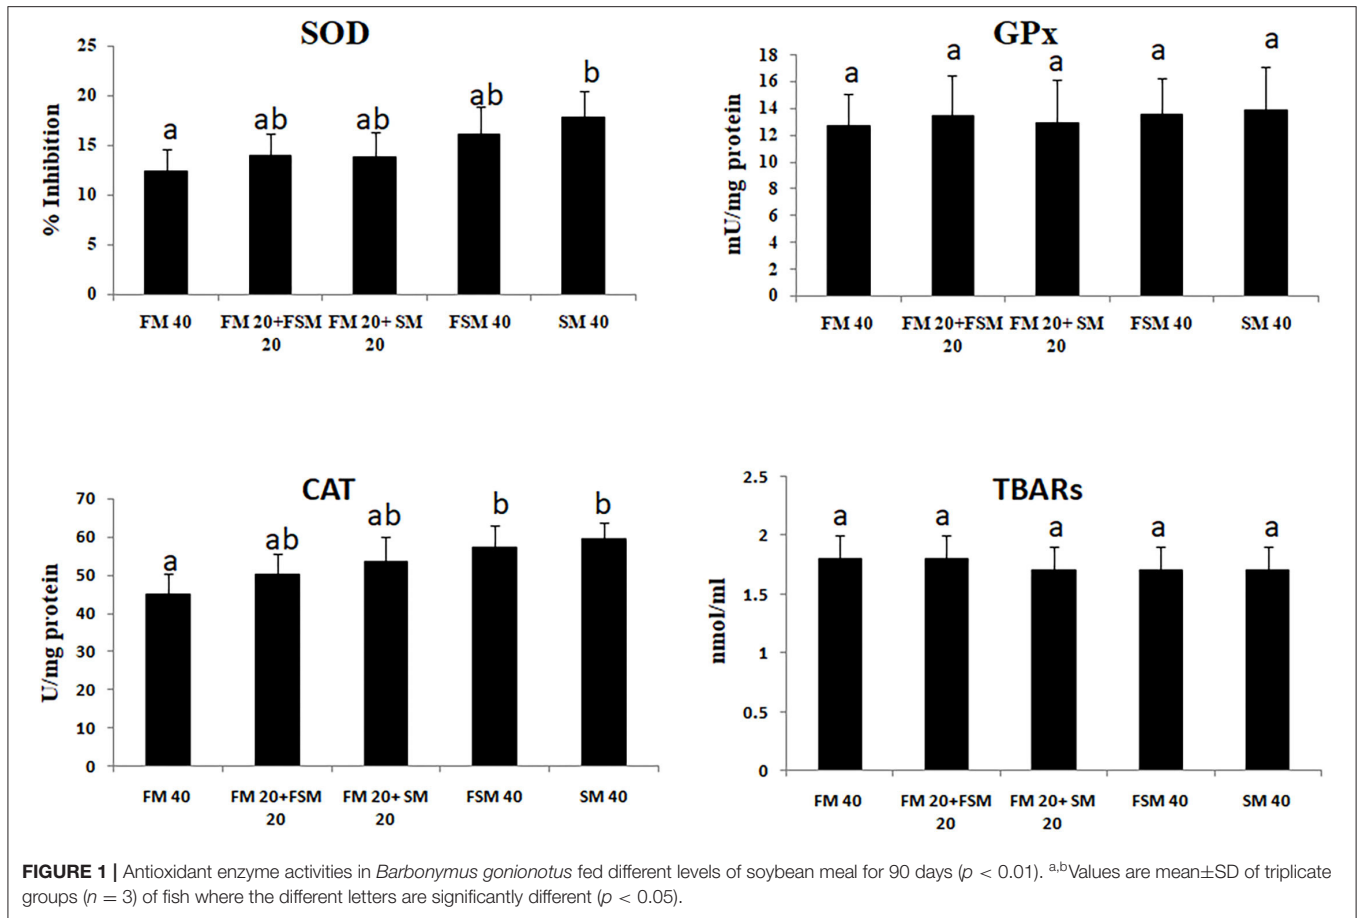 SOD
25
20
15
10
5
0
% Inhibition
a
ab
ab
ab
b
FM 40
FM 20+FSM 20
FM 20+ SM 20
FSM 40
SM 40
GPx
18
16
14
12
10
8
6
4
2
0
mU/mg protein
a
a
a
a
a
FM 40
FM 20+FSM 20
FM 20+ SM 20
FSM 40
SM 40
CAT
70
60
50
40
30
20
10
0
U/mg protein
a
ab
ab
b
b
FM 40
FM 20+FSM 20
FM 20+ SM 20
FSM 40
SM 40
TBARs
2.5
2
1.5
1
0.5
0
nmol/ml
a
a
a
a
a
FM 40
FM 20+FSM 20
FM 20+ SM 20
FSM 40
SM 40
FIGURE 1 | Antioxidant enzyme activities in Barbonymus gonionotus fed different levels of soybean meal for 90 days (p < 0.01). a,bValues are mean±SD of triplicate
groups (n = 3) of fish where the different letters are significantly different (p < 0.05).